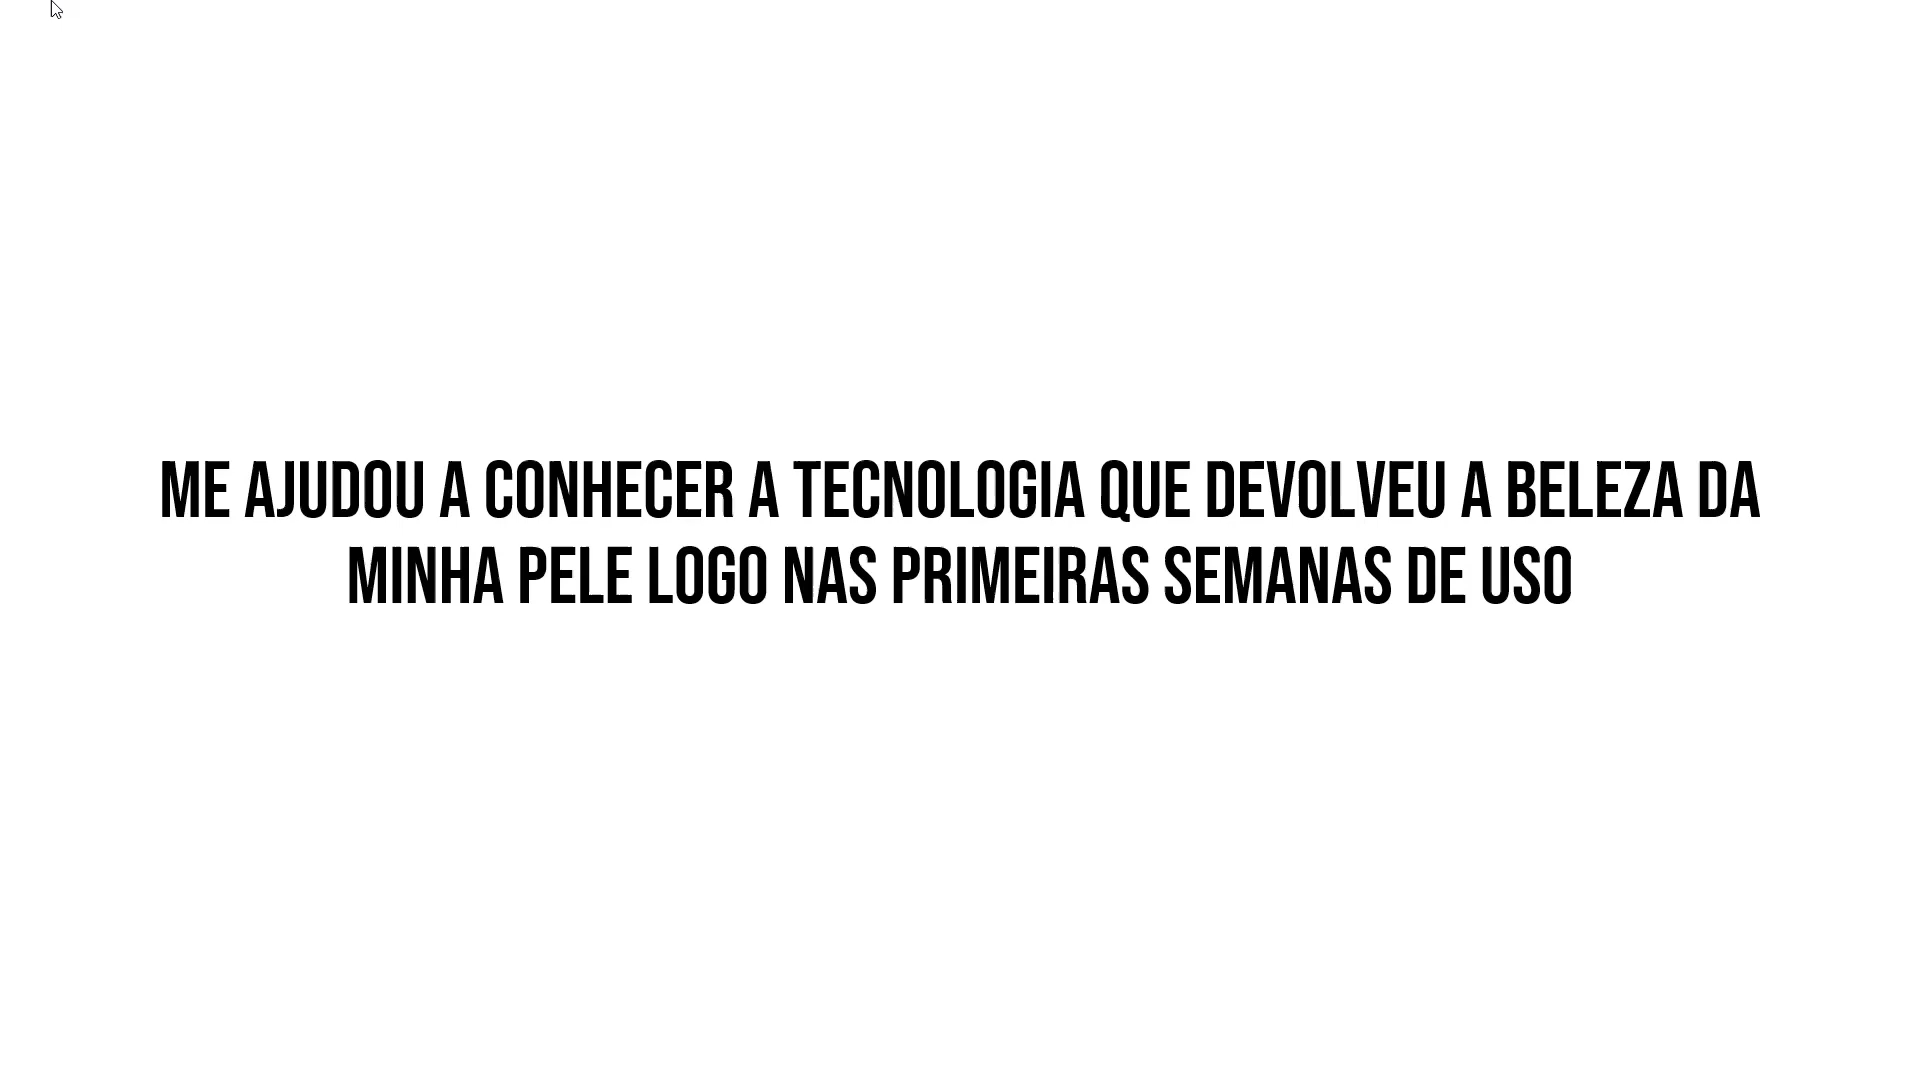 ME AJUDOU A CONHECER A TECNOLOGIA QUE DEVOLVEU A BELEZA DA
MINHA PELE LOGO NAS PRIMEIRAS SEMANAS DE USO